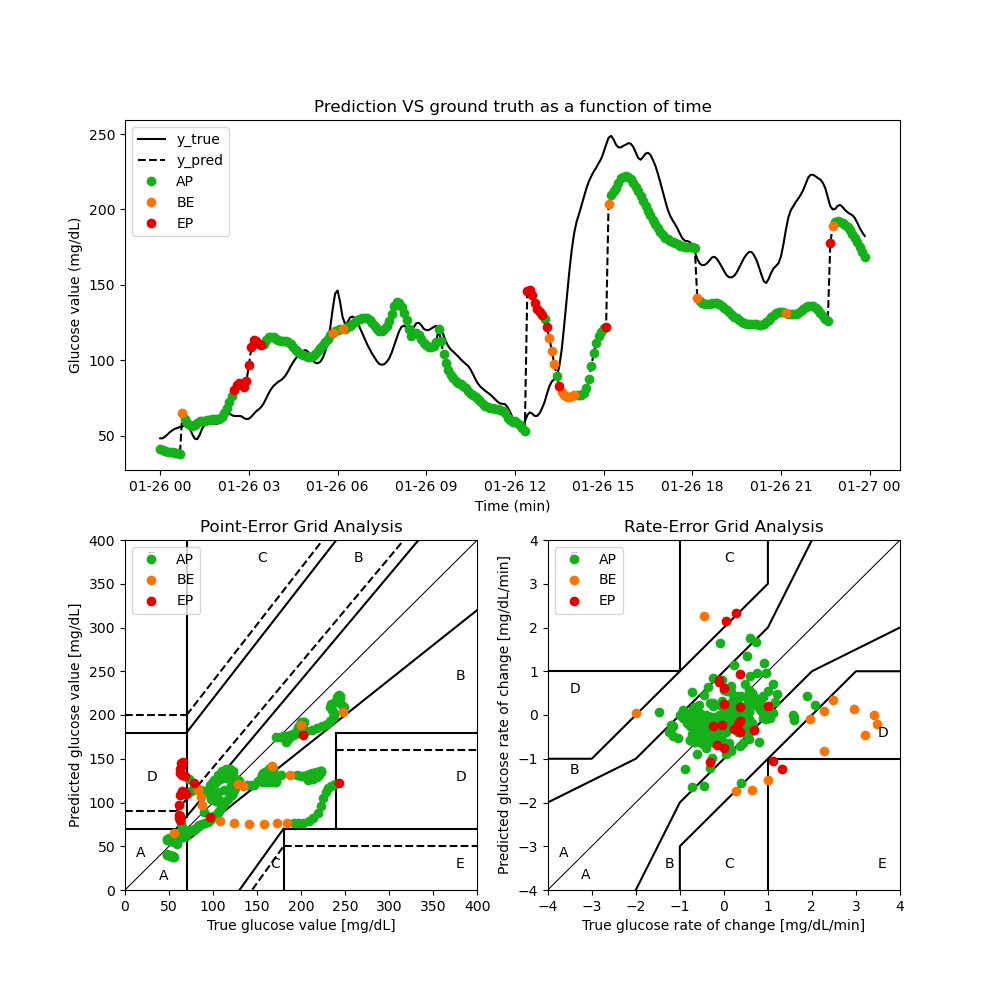 Prediction VS ground truth as a function of time
Glucose value (mg/dL)
250
200
150
100
50
y_true
y_pred
AP
BE
EP
01-26 00 01-26 03 01-26 06 01-26 09 01-26 12 01-26 15 01-26 18 01-26 21 01-27 00
Time (min)
Point-Error Grid Analysis
Predicted glucose value [mg/dL]
400
350
300
250
200
150
100
50
0
AP
BE
EP
C B
B
D D
A C E
A
0 50 100 150 200 250 300 350 400
True glucose value [mg/dL]
Rate-Error Grid Analysis
Predicted glucose rate of change [mg/dL/min]
4
3
2
1
0
−1
−2
−3
−4
AP
BE
EP
C
D
D
B
A
B C E
A
−4 −3 −2 −1 0 1 2 3 4
True glucose rate of change [mg/dL/min]